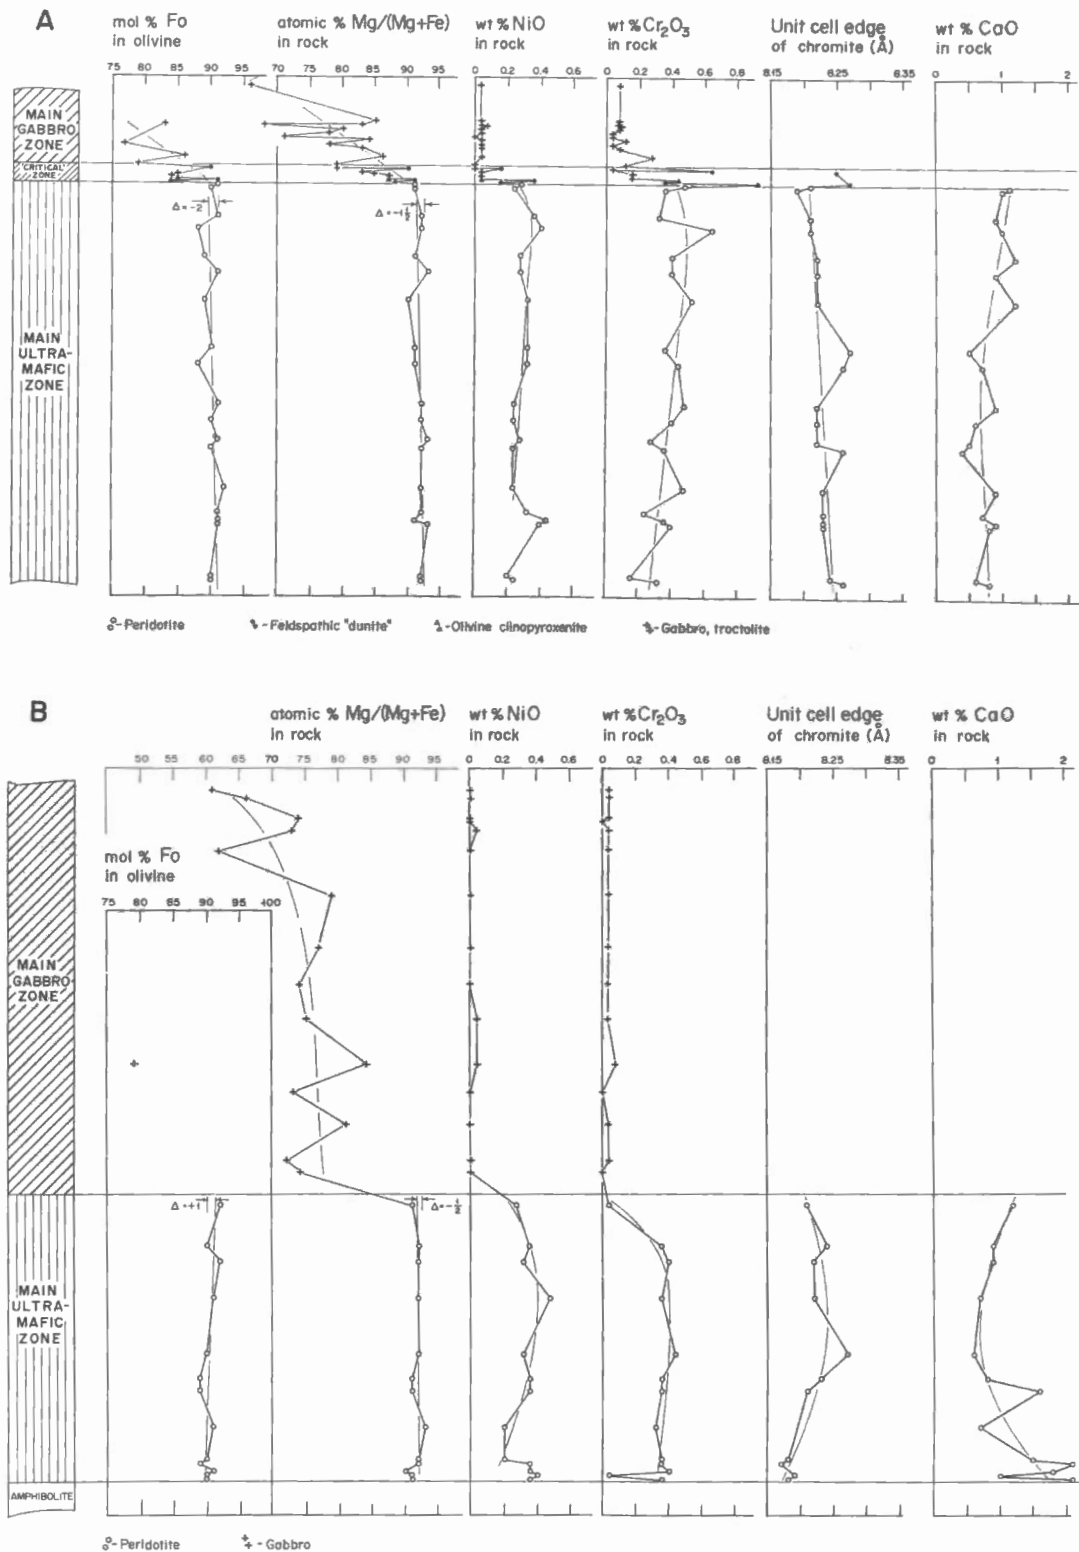 A
mol % Fo
in olivine
75 80 85 90 95
atomic % Mg/(Mg+Fe)
in rock
70 75 80 85 90 95
wt % NiO
in rock
0 0.2 0.4 0.6
wt % Cr2O3
in rock
0 0.2 0.4 0.6 0.8
Unit cell edge
of chromite (Å)
8.15 8.25 8.35
wt % CaO
in rock
0 1 2
MAIN
GABBRO
ZONE
'CRITICAL'
ZONE
Δ = -2
Δ = -1½
MAIN
ULTRA-
MAFIC
ZONE
- Peridotite
- Feldspathic "dunite"
- Olivine clinopyroxenite
- Gabbro, troctolite
B
atomic % Mg/(Mg+Fe)
in rock
50 55 60 65 70 75 80 85 90 95
wt % NiO
in rock
0 0.2 0.4 0.6
wt % Cr2O3
in rock
0 0.2 0.4 0.6 0.8
Unit cell edge
of chromite (Å)
8.15 8.25 8.35
wt % CaO
in rock
0 1 2
mol % Fo
in olivine
75 80 85 90 95 100
MAIN
GABBRO
ZONE
Δ = +1
Δ = -½
MAIN
ULTRA-
MAFIC
ZONE
AMPHIBOLITE
- Peridotite
- Gabbro